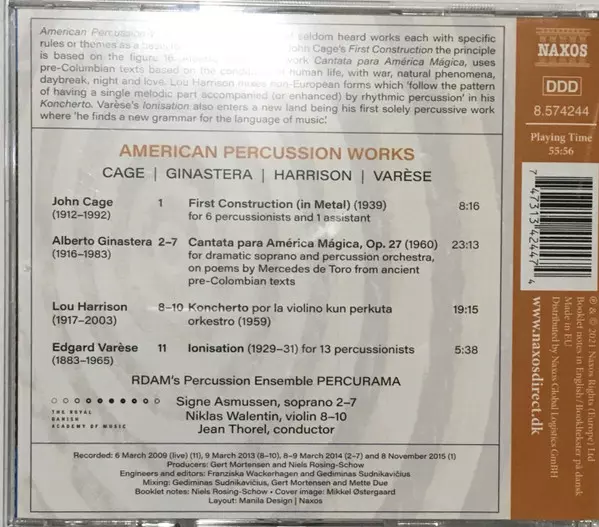 American Percussion
seldom heard works each with specific
rules or themes as a
John Cage's First Construction the principle
is based on the figure 16.
work Cantata para América Mágica, uses
pre-Columbian texts based on the
human life, with war, natural phenomena,
daybreak, night and love. Lou Harrison
non-European forms which 'follow the pattern
of having a single melodic part accompanied (or enhanced) by rhythmic percussion' in his
Koncherto. Varèse's Ionisation also enters a new land being his first solely percussive work
where 'he finds a new grammar for the language of music'.
AMERICAN PERCUSSION WORKS
CAGE | GINASTERA | HARRISON | VARÈSE
John Cage 1 First Construction (in Metal) (1939) 8:16
(1912–1992) for 6 percussionists and 1 assistant
Alberto Ginastera 2–7 Cantata para América Mágica, Op. 27 (1960) 23:13
(1916–1983) for dramatic soprano and percussion orchestra,
on poems by Mercedes de Toro from ancient
pre-Colombian texts
Lou Harrison 8–10 Koncherto por la violino kun perkuta 19:15
(1917–2003) orkestro (1959)
Edgard Varèse 11 Ionisation (1929–31) for 13 percussionists 5:38
(1883–1965)
RDAM's Percussion Ensemble PERCURAMA
Signe Asmussen, soprano 2–7
Niklas Walentin, violin 8–10
Jean Thorel, conductor
THE ROYAL
DANISH
ACADEMY OF MUSIC
Recorded: 6 March 2009 (live) (11), 9 March 2013 (8–10), 8–9 March 2014 (2–7) and 8 November 2015 (1)
Producers: Gert Mortensen and Niels Rosing-Schow
Engineers and editors: Franziska Wackerhagen and Gediminas Sudnikavičius
Mixing: Gediminas Sudnikavičius, Gert Mortensen and Mette Due
Booklet notes: Niels Rosing-Schow • Cover image: Mikkel Østergaard
Layout: Manila Design | Naxos
NAXOS
DDD
8.574244
Playing Time
55:56
7 47313 42447 4
www.naxosdirect.dk
℗ & © 2021 Naxos Rights (Europe) Ltd
Made in EU
Booklet notes in English / Booklettekster på dansk
Distributed by Naxos Global Logistics GmBH